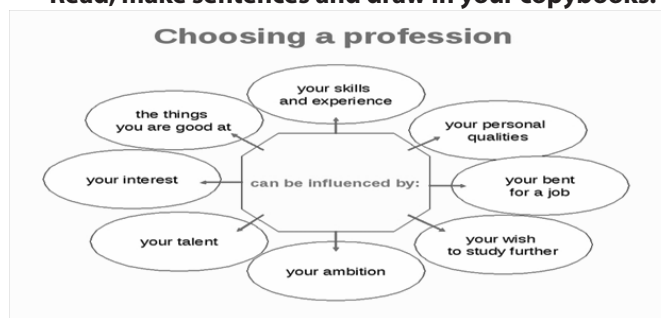 Read, make sentences and draw in your copybooks.
Choosing a profession
your skills
and experience
the things
you are good at
your personal
qualities
your interest
can be influenced by:
your bent
for a job
your talent
your wish
to study further
your ambition